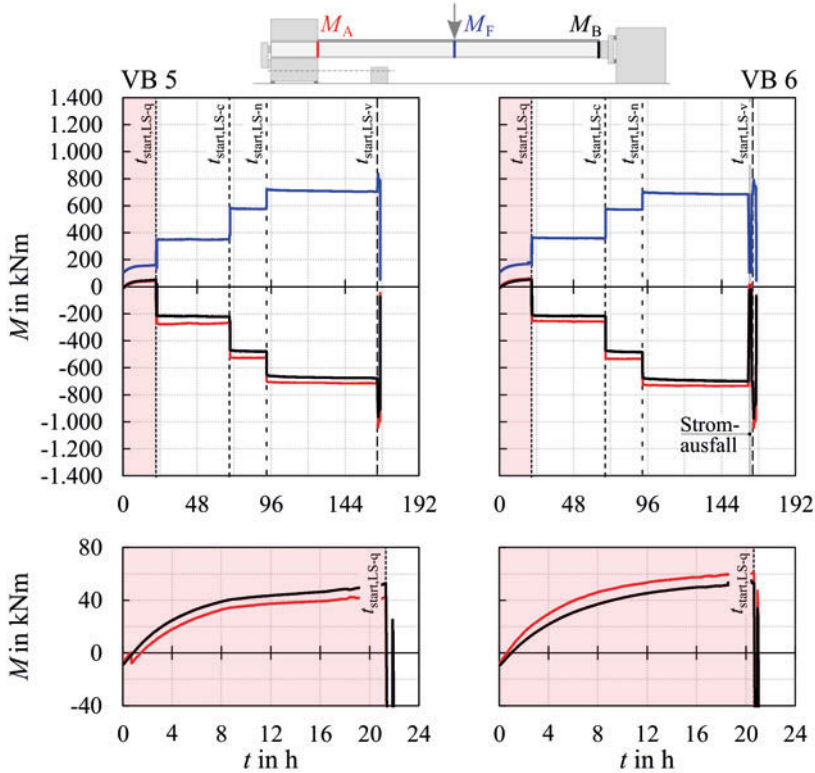 M_A M_F M_B
VB 5 VB 6
1.400
1.200
1.000
800
600
400
200
0
-200
-400
-600
-800
-1.000
-1.200
-1.400
M in kNm
t_start,LS-q
t_start,LS-c
t_start,LS-n
t_start,LS-v
0 48 96 144 192
t_start,LS-q
t_start,LS-c
t_start,LS-n
t_start,LS-v
Strom-
ausfall
0 48 96 144 192
80
40
0
-40
M in kNm
t_start,LS-q
0 4 8 12 16 20 24
t in h
t_start,LS-q
0 4 8 12 16 20 24
t in h